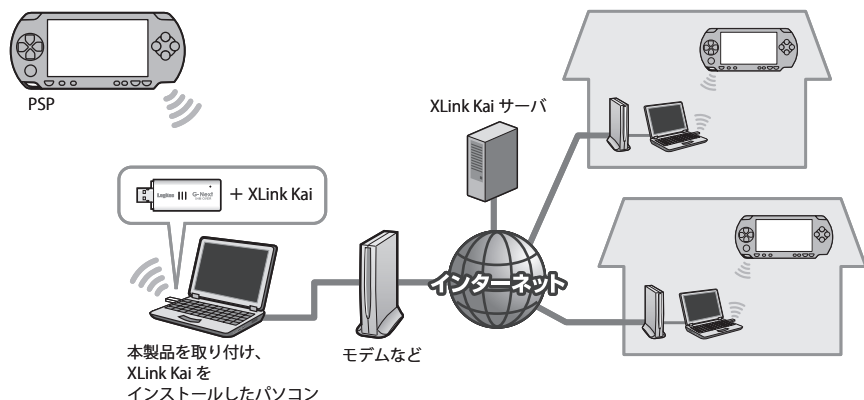 PSP
XLink Kai サーバ
Logitec G-Next
+ XLink Kai
インターネット
本製品を取り付け、
XLink Kai を
インストールしたパソコン
モデムなど